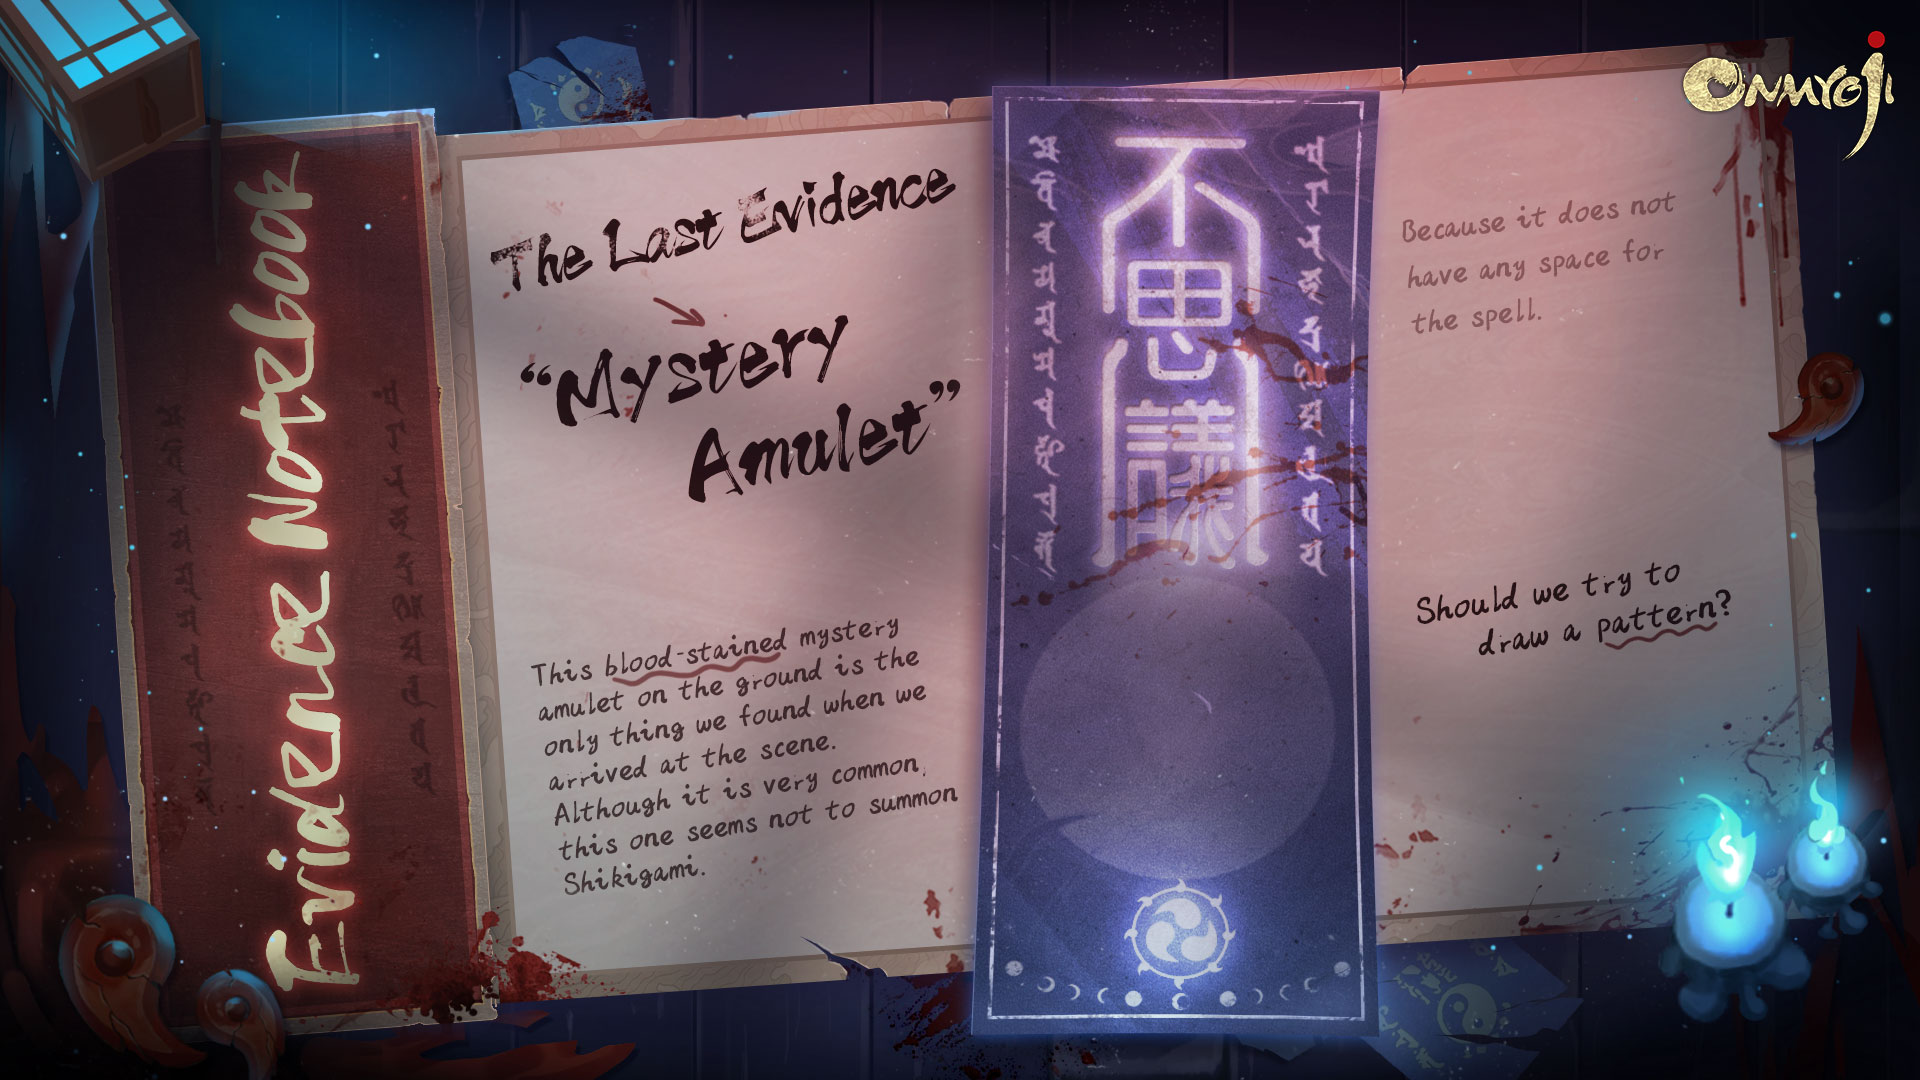 ONMYOJI
Evidence Notebook
The Last Evidence
“Mystery
Amulet”
This blood-stained mystery
amulet on the ground is the
only thing we found when we
arrived at the scene.
Although it is very common,
this one seems not to summon
Shikigami.
不
思
議
Because it does not
have any space for
the spell.
Should we try to
draw a pattern?